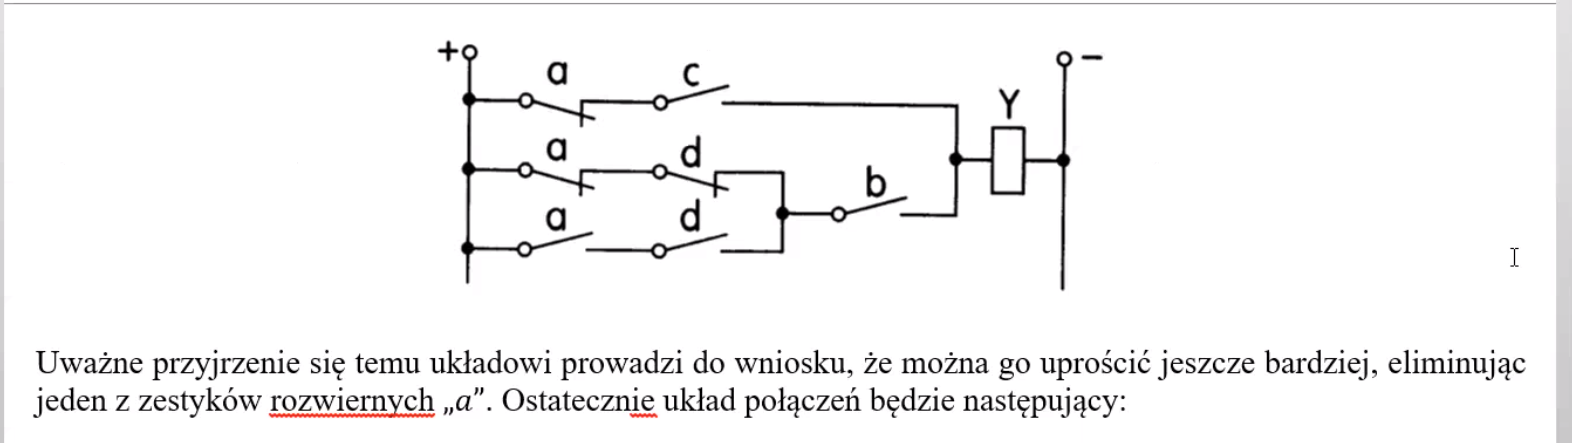 + −
a c Y
a d b
a d
Uważne przyjrzenie się temu układowi prowadzi do wniosku, że można go uprościć jeszcze bardziej, eliminując
jeden z zestyków rozwiernych „a”. Ostatecznie układ połączeń będzie następujący: